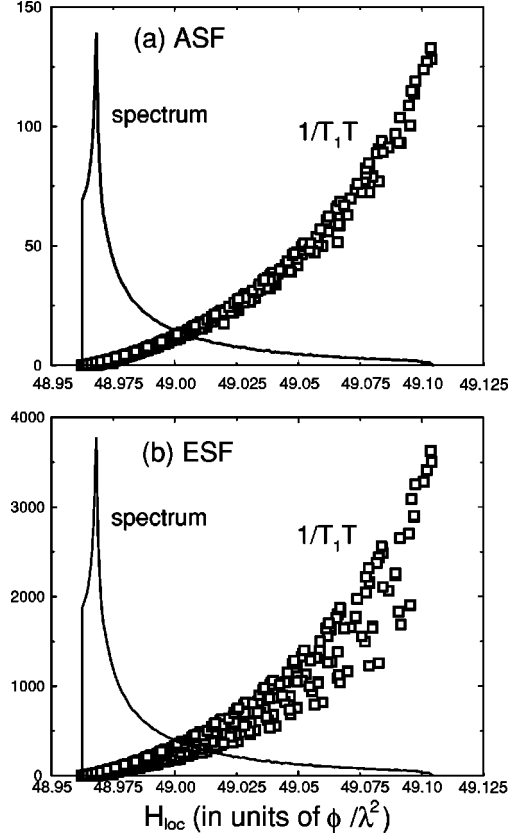 150
(a) ASF
spectrum
1/T₁T
100
50
0
48.95 48.975 49.00 49.025 49.05 49.075 49.10 49.125
4000
(b) ESF
spectrum
1/T₁T
3000
2000
1000
0
48.95 48.975 49.00 49.025 49.05 49.075 49.10 49.125
H_loc (in units of ϕ /λ²)